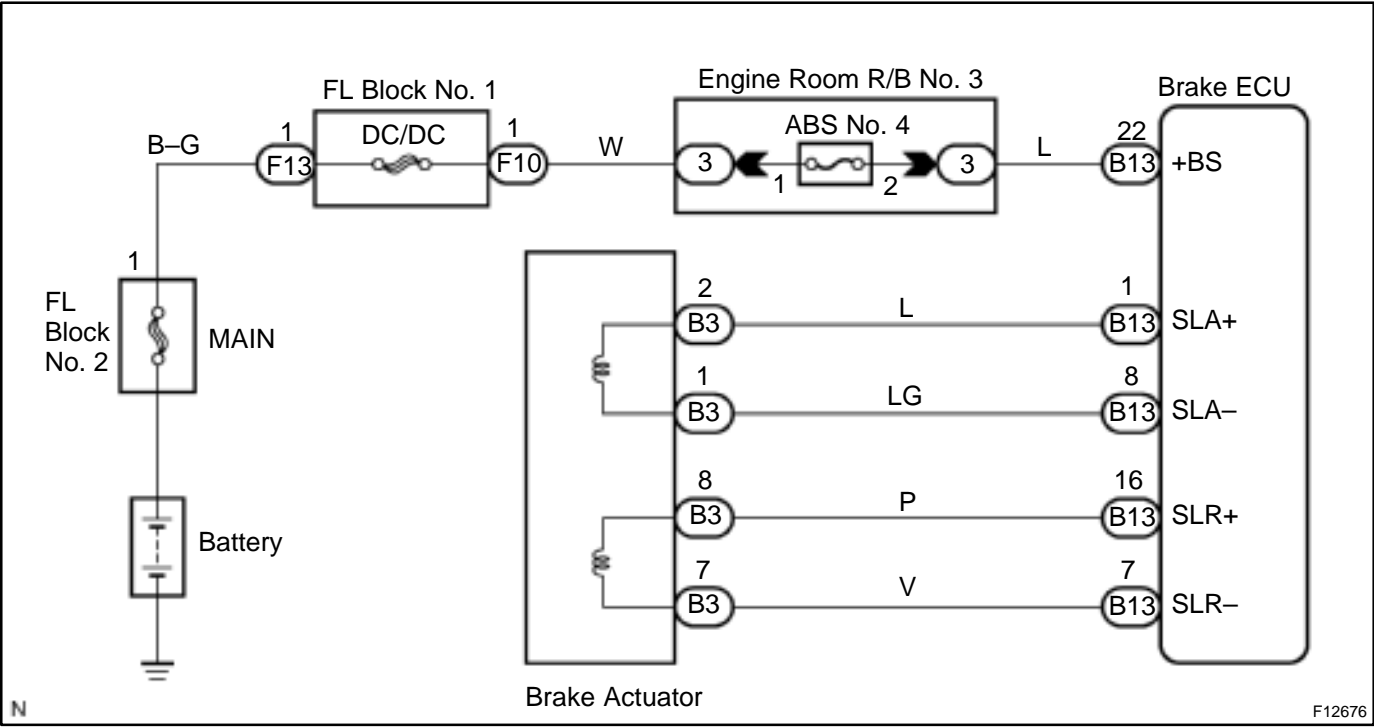 FL Block No. 1
Engine Room R/B No. 3
Brake ECU
1
DC/DC
1
ABS No. 4
22
B–G
F13
F10
W
3
1
2
3
L
B13
+BS
1
FL
Block
No. 2
MAIN
2
B3
L
1
B13
SLA+
1
B3
LG
8
B13
SLA–
8
B3
P
16
B13
SLR+
7
B3
V
7
B13
SLR–
Battery
Brake Actuator
N
F12676